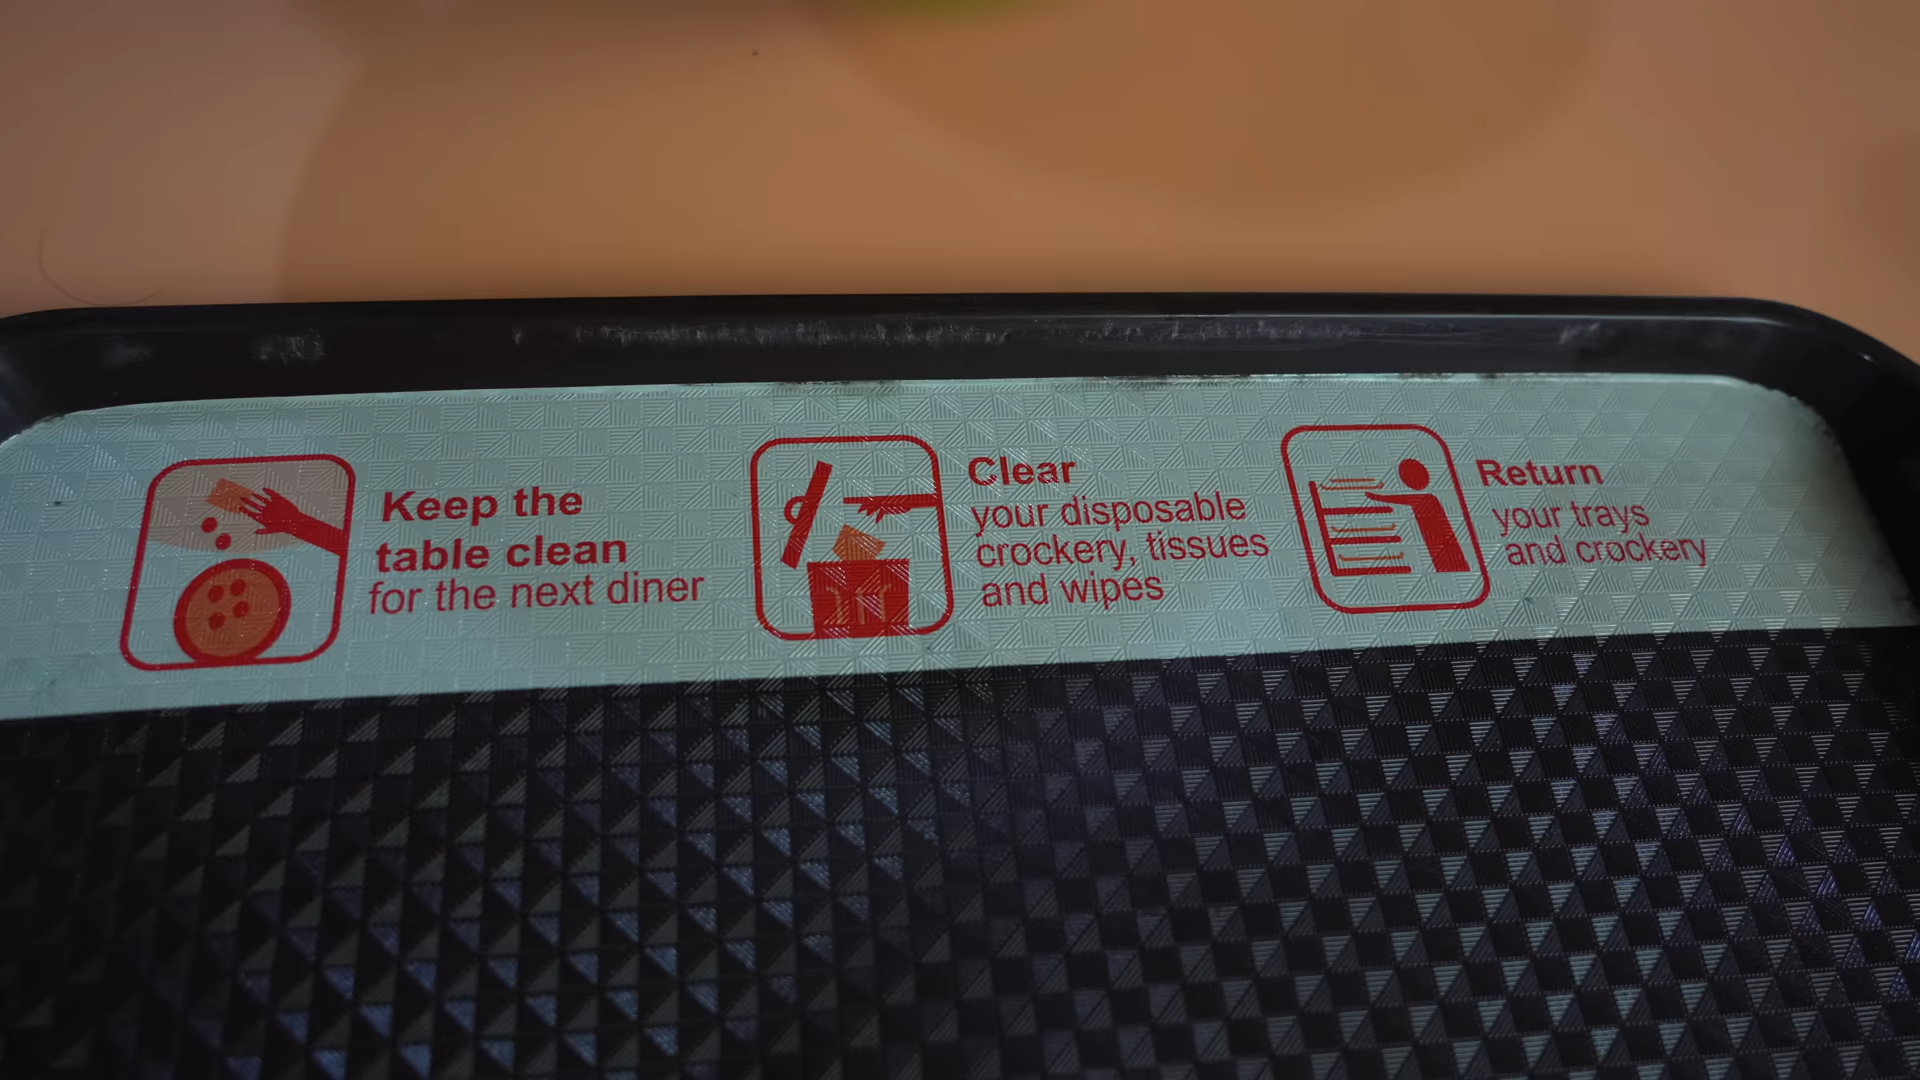 Keep the
table clean
for the next diner
Clear
your disposable
crockery, tissues
and wipes
Return
your trays
and crockery